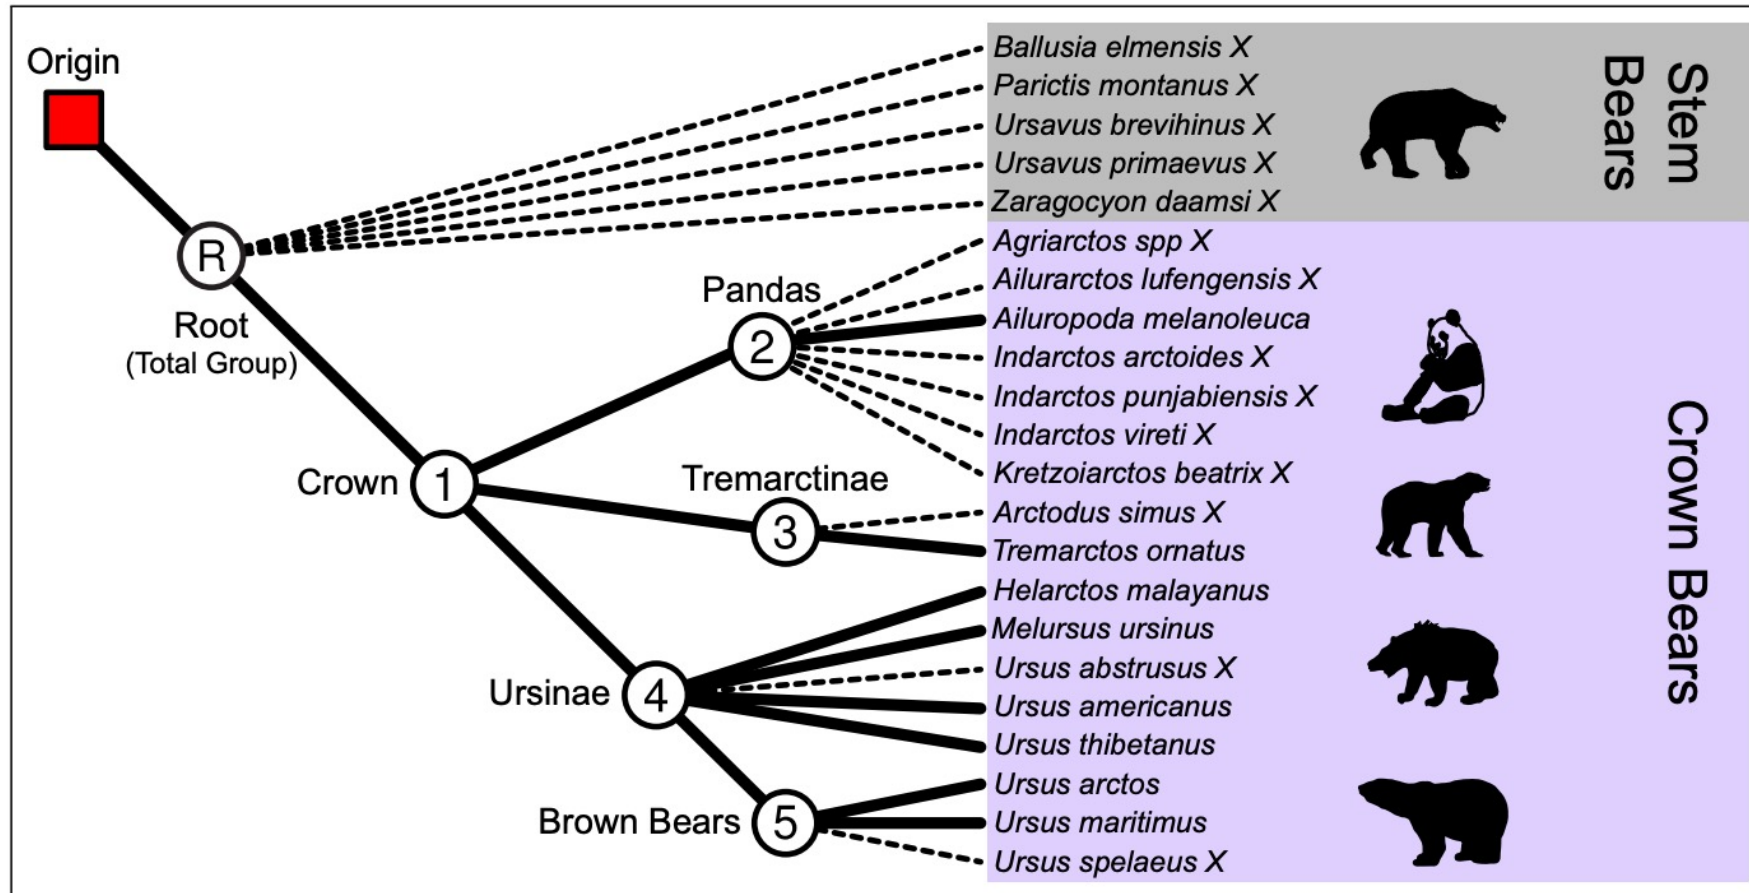 Origin
R
Root
(Total Group)
Crown
1
Pandas
2
Tremarctinae
3
Ursinae
4
Brown Bears
5
Ballusia elmensis X
Parictis montanus X
Ursavus brevihinus X
Ursavus primaevus X
Zaragocyon daamsi X
Agriarctos spp X
Ailurarctos lufengensis X
Ailuropoda melanoleuca
Indarctos arctoides X
Indarctos punjabiensis X
Indarctos vireti X
Kretzoiarctos beatrix X
Arctodus simus X
Tremarctos ornatus
Helarctos malayanus
Melursus ursinus
Ursus abstrusus X
Ursus americanus
Ursus thibetanus
Ursus arctos
Ursus maritimus
Ursus spelaeus X
Stem
Bears
Crown Bears